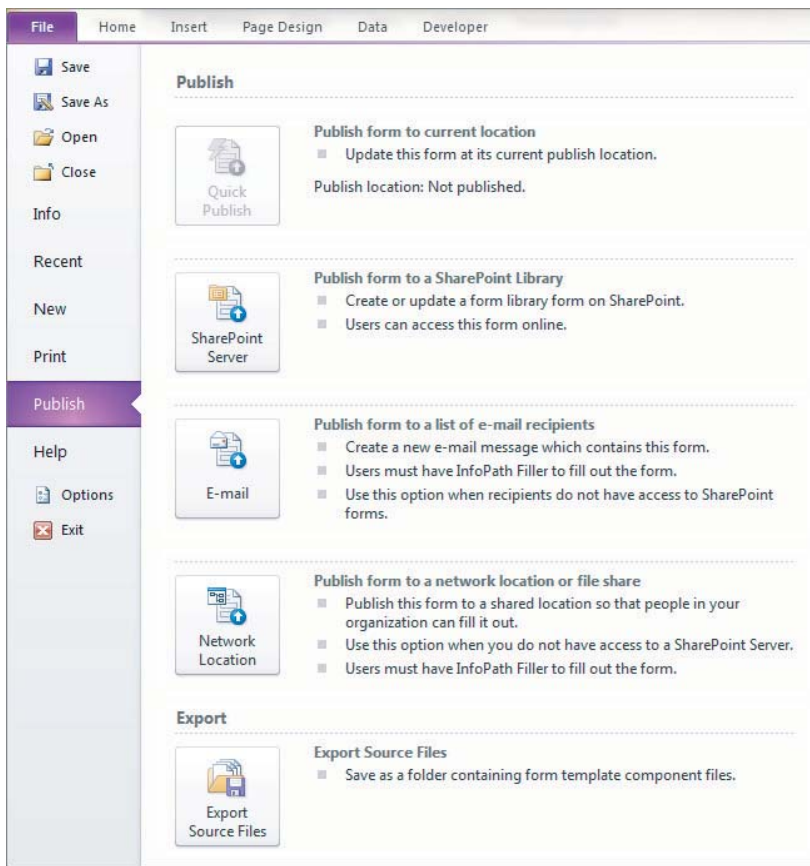 File Home Insert Page Design Data Developer
Save
Save As
Open
Close
Info
Recent
New
Print
Publish
Help
Options
Exit
Publish
Quick
Publish
Publish form to current location
Update this form at its current publish location.
Publish location: Not published.
SharePoint
Server
Publish form to a SharePoint Library
Create or update a form library form on SharePoint.
Users can access this form online.
E-mail
Publish form to a list of e-mail recipients
Create a new e-mail message which contains this form.
Users must have InfoPath Filler to fill out the form.
Use this option when recipients do not have access to SharePoint
forms.
Network
Location
Publish form to a network location or file share
Publish this form to a shared location so that people in your
organization can fill it out.
Use this option when you do not have access to a SharePoint Server.
Users must have InfoPath Filler to fill out the form.
Export
Export
Source Files
Export Source Files
Save as a folder containing form template component files.